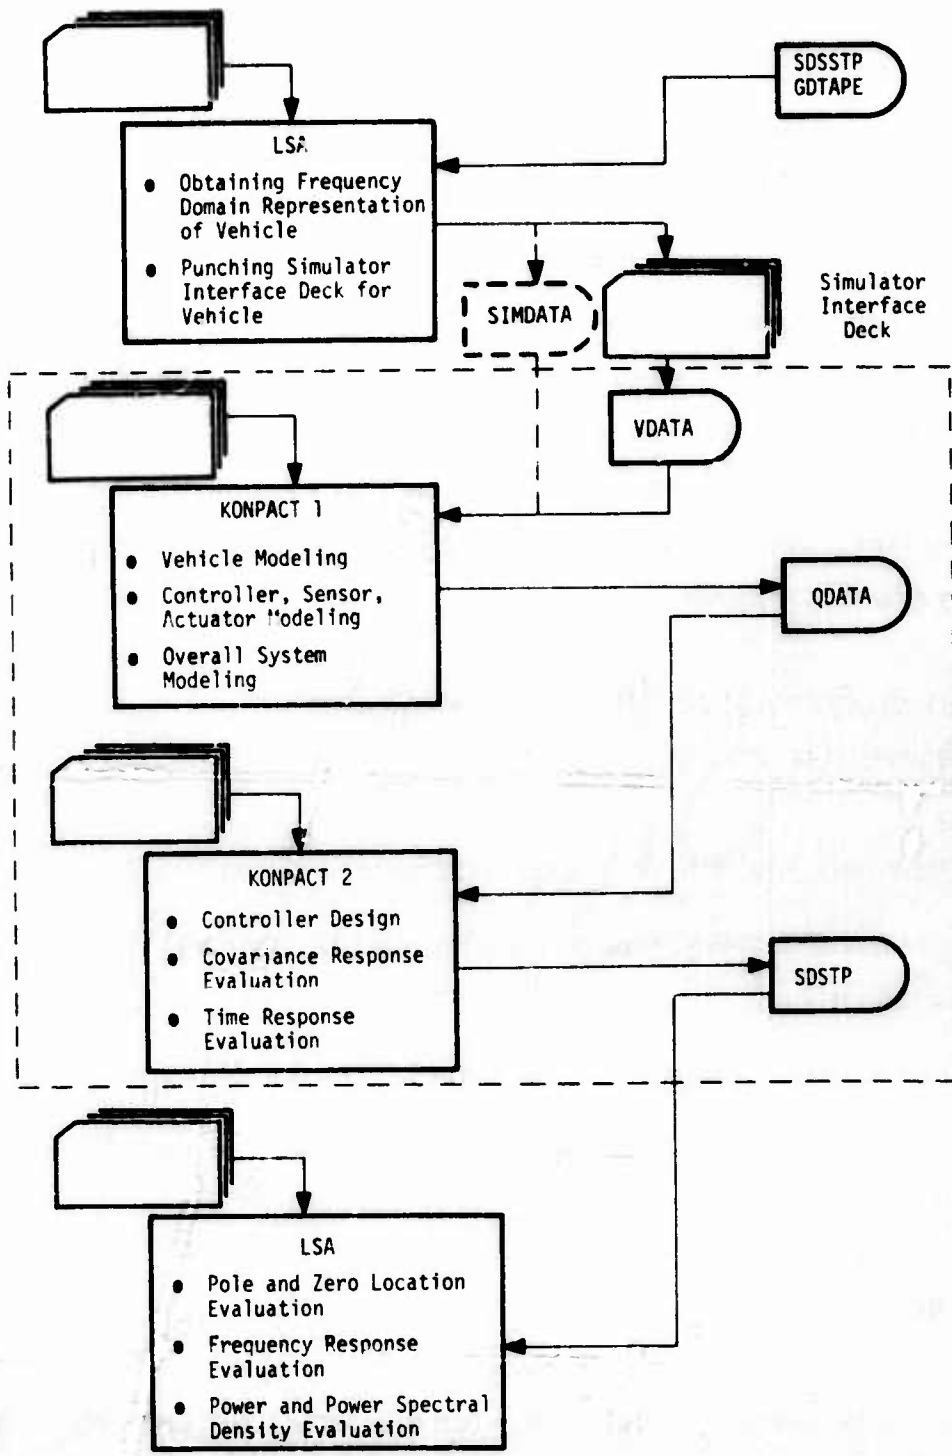 SDSSTP
GDTAPE
LSA
● Obtaining Frequency
Domain Representation
of Vehicle
● Punching Simulator
Interface Deck for
Vehicle
SIMDATA
Simulator
Interface
Deck
VDATA
KONPACT 1
● Vehicle Modeling
● Controller, Sensor,
Actuator Modeling
● Overall System
Modeling
QDATA
KONPACT 2
● Controller Design
● Covariance Response
Evaluation
● Time Response
Evaluation
SDSTP
LSA
● Pole and Zero Location
Evaluation
● Frequency Response
Evaluation
● Power and Power Spectral
Density Evaluation